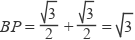 BP = √3/2 + √3/2 = √3